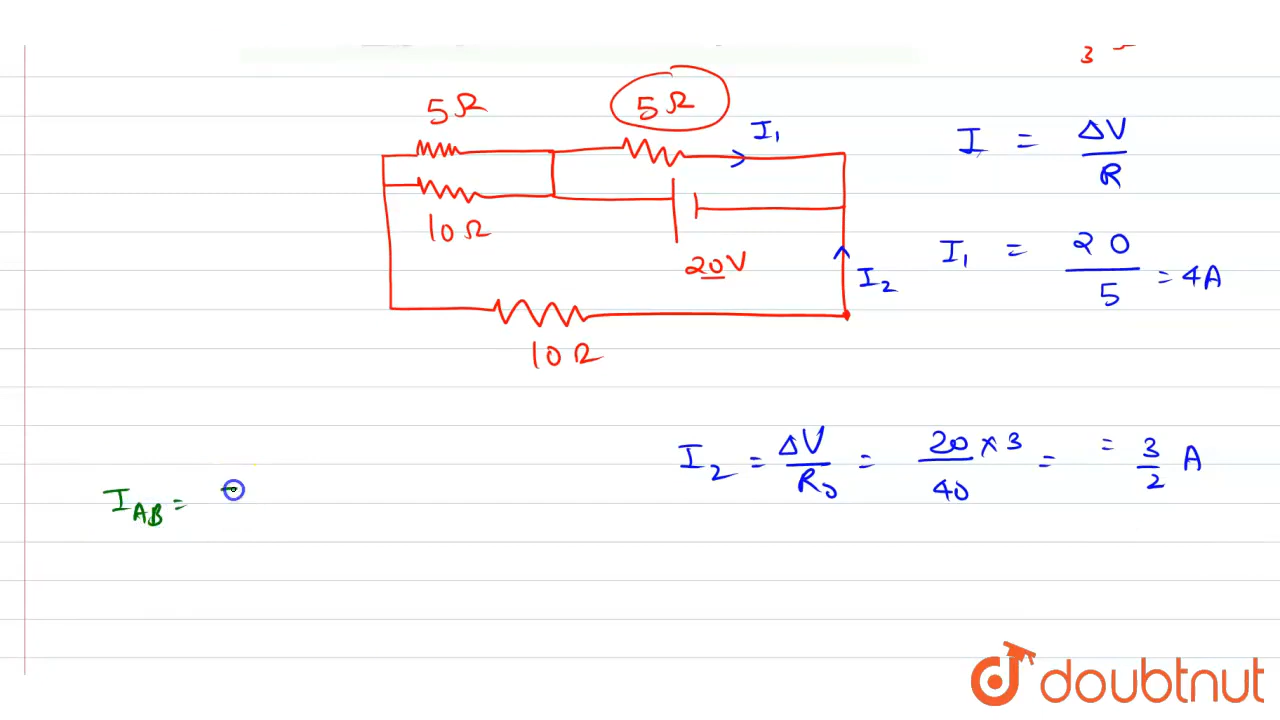 3
5Ω 5Ω
I₁
I = ΔV / R
10Ω
20V
I₂
I₁ = 20 / 5 = 4A
10Ω
I₂ = ΔV / R₀ = 20 × 3 / 40 = = 3 / 2 A
I_AB =
doubtnut